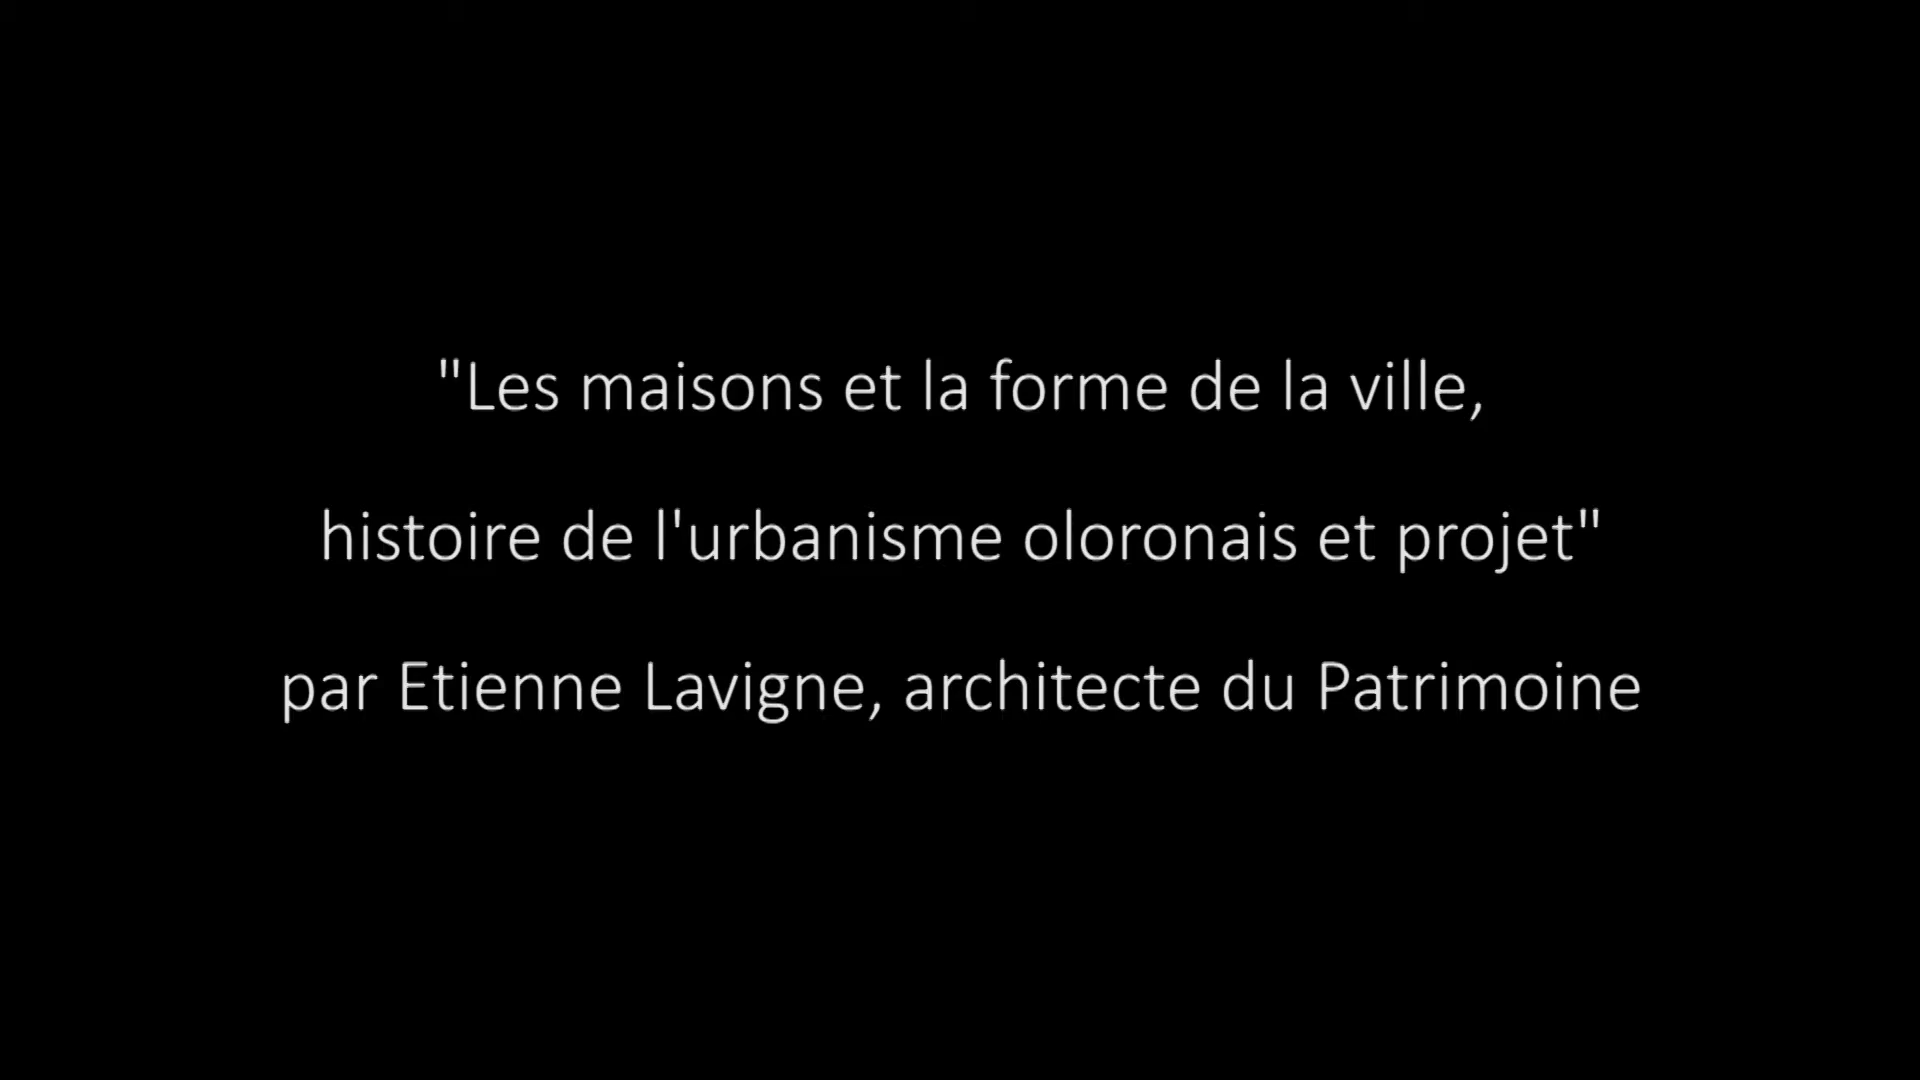 "Les maisons et la forme de la ville,
histoire de l'urbanisme oloronais et projet"
par Etienne Lavigne, architecte du Patrimoine